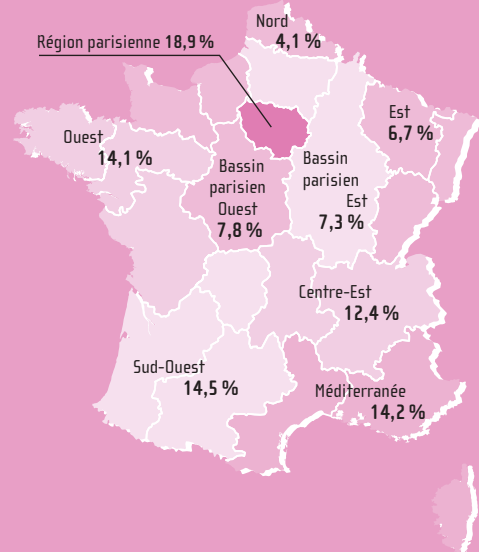 Nord
4,1 %
Région parisienne 18,9 %
Est
6,7 %
Ouest
14,1 %
Bassin
parisien
Ouest
7,8 %
Bassin
parisien
Est
7,3 %
Centre-Est
12,4 %
Sud-Ouest
14,5 %
Méditerranée
14,2 %